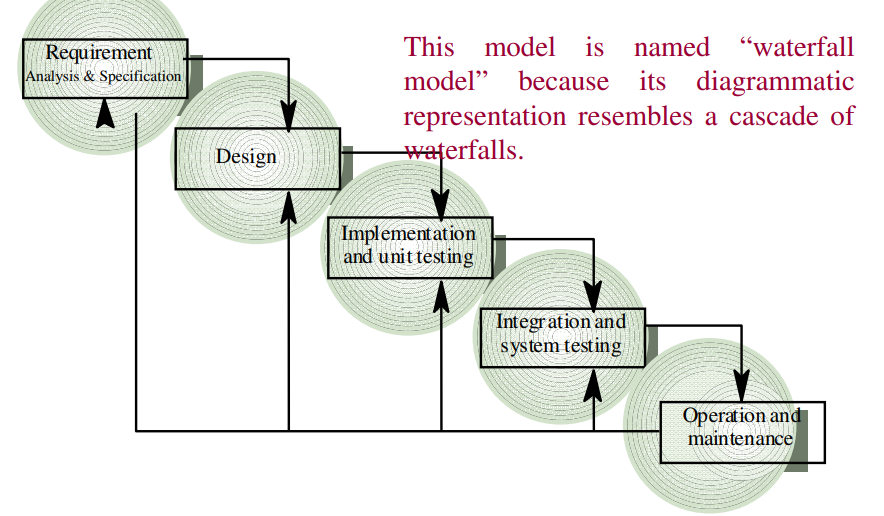 Requirement
Analysis & Specification
This model is named “waterfall
model” because its diagrammatic
representation resembles a cascade of
waterfalls.
Design
Implementation
and unit testing
Integration and
system testing
Operation and
maintenance